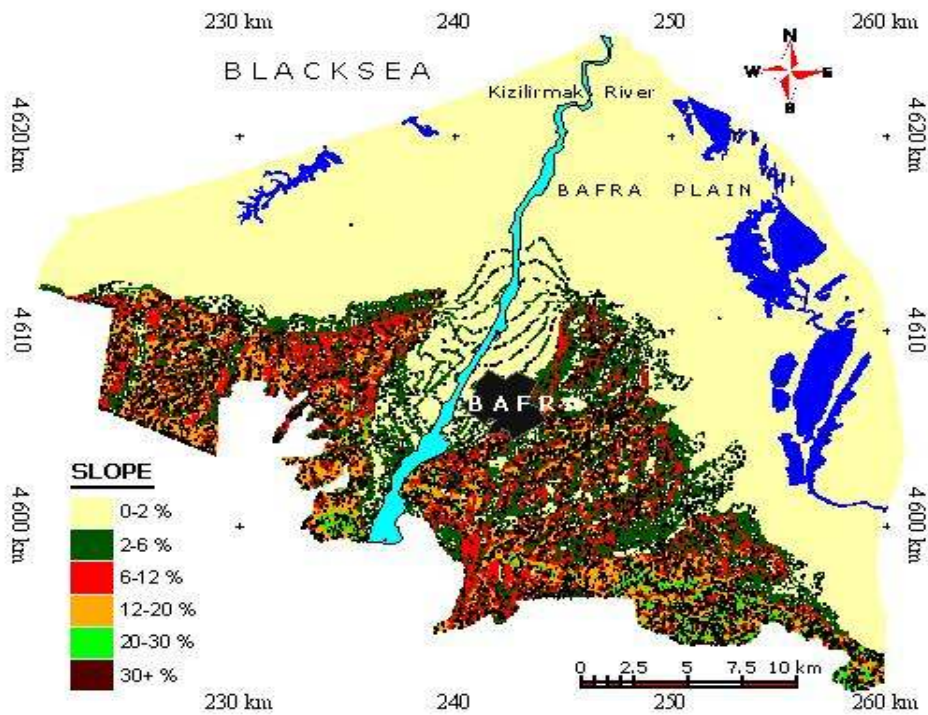 230 km 240 250 260 km
N
BLACKSEA
W E
S
Kizilirmak River
4 620 km
4 620 km
BAFRA PLAIN
4 610
4 610
BAFRA
SLOPE
0-2 %
4 600 km
4 600 km
2-6 %
6-12 %
12-20 %
20-30 %
30+ %
0 2.5 5 7.5 10 km
230 km 240 250 260 km